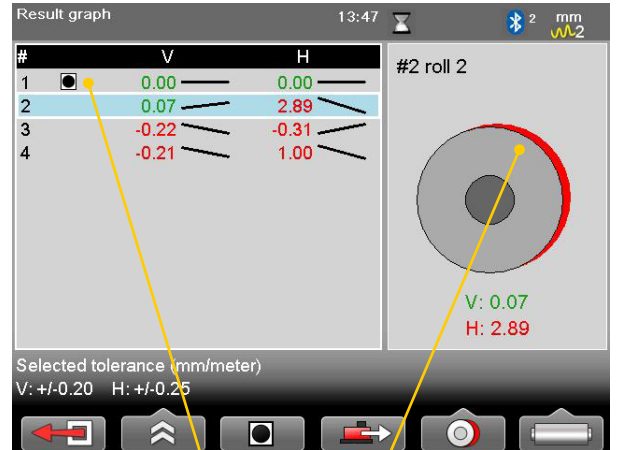 Result graph 13:47 2 mm
2
# V H
#2 roll 2
1 0.00 0.00
2 0.07 2.89
3 -0.22 -0.31
4 -0.21 1.00
V: 0.07
H: 2.89
Selected tolerance (mm/meter)
V: +/-0.20 H: +/-0.25